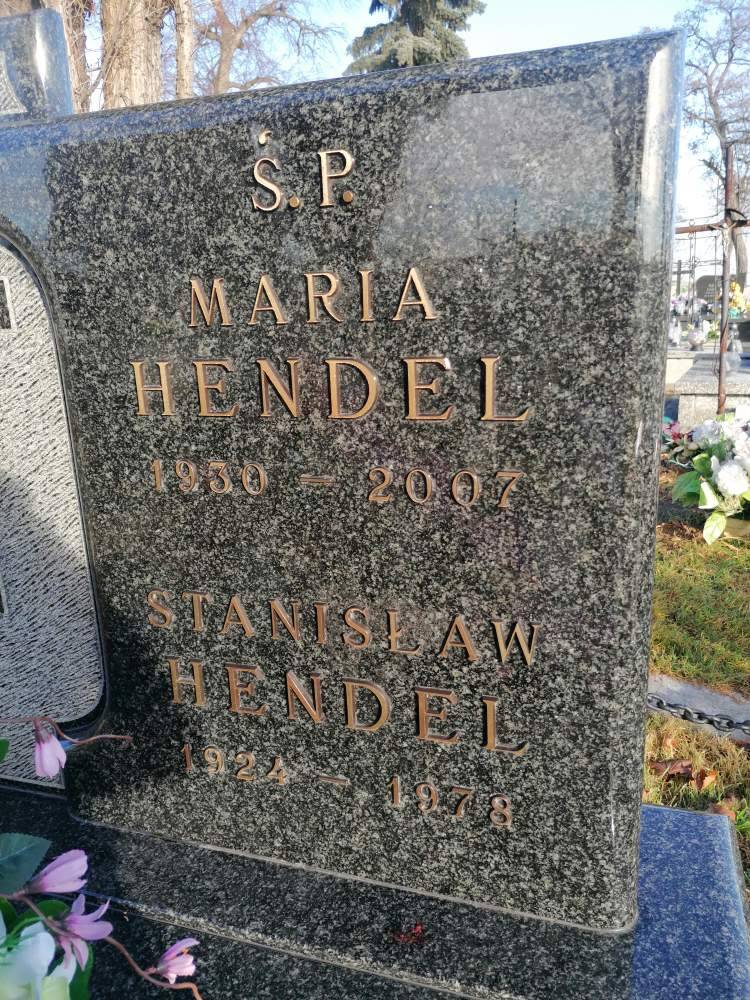 Ś.P.
MARIA
HENDEL
1930 – 2007
STANISŁAW
HENDEL
1924 – 1978